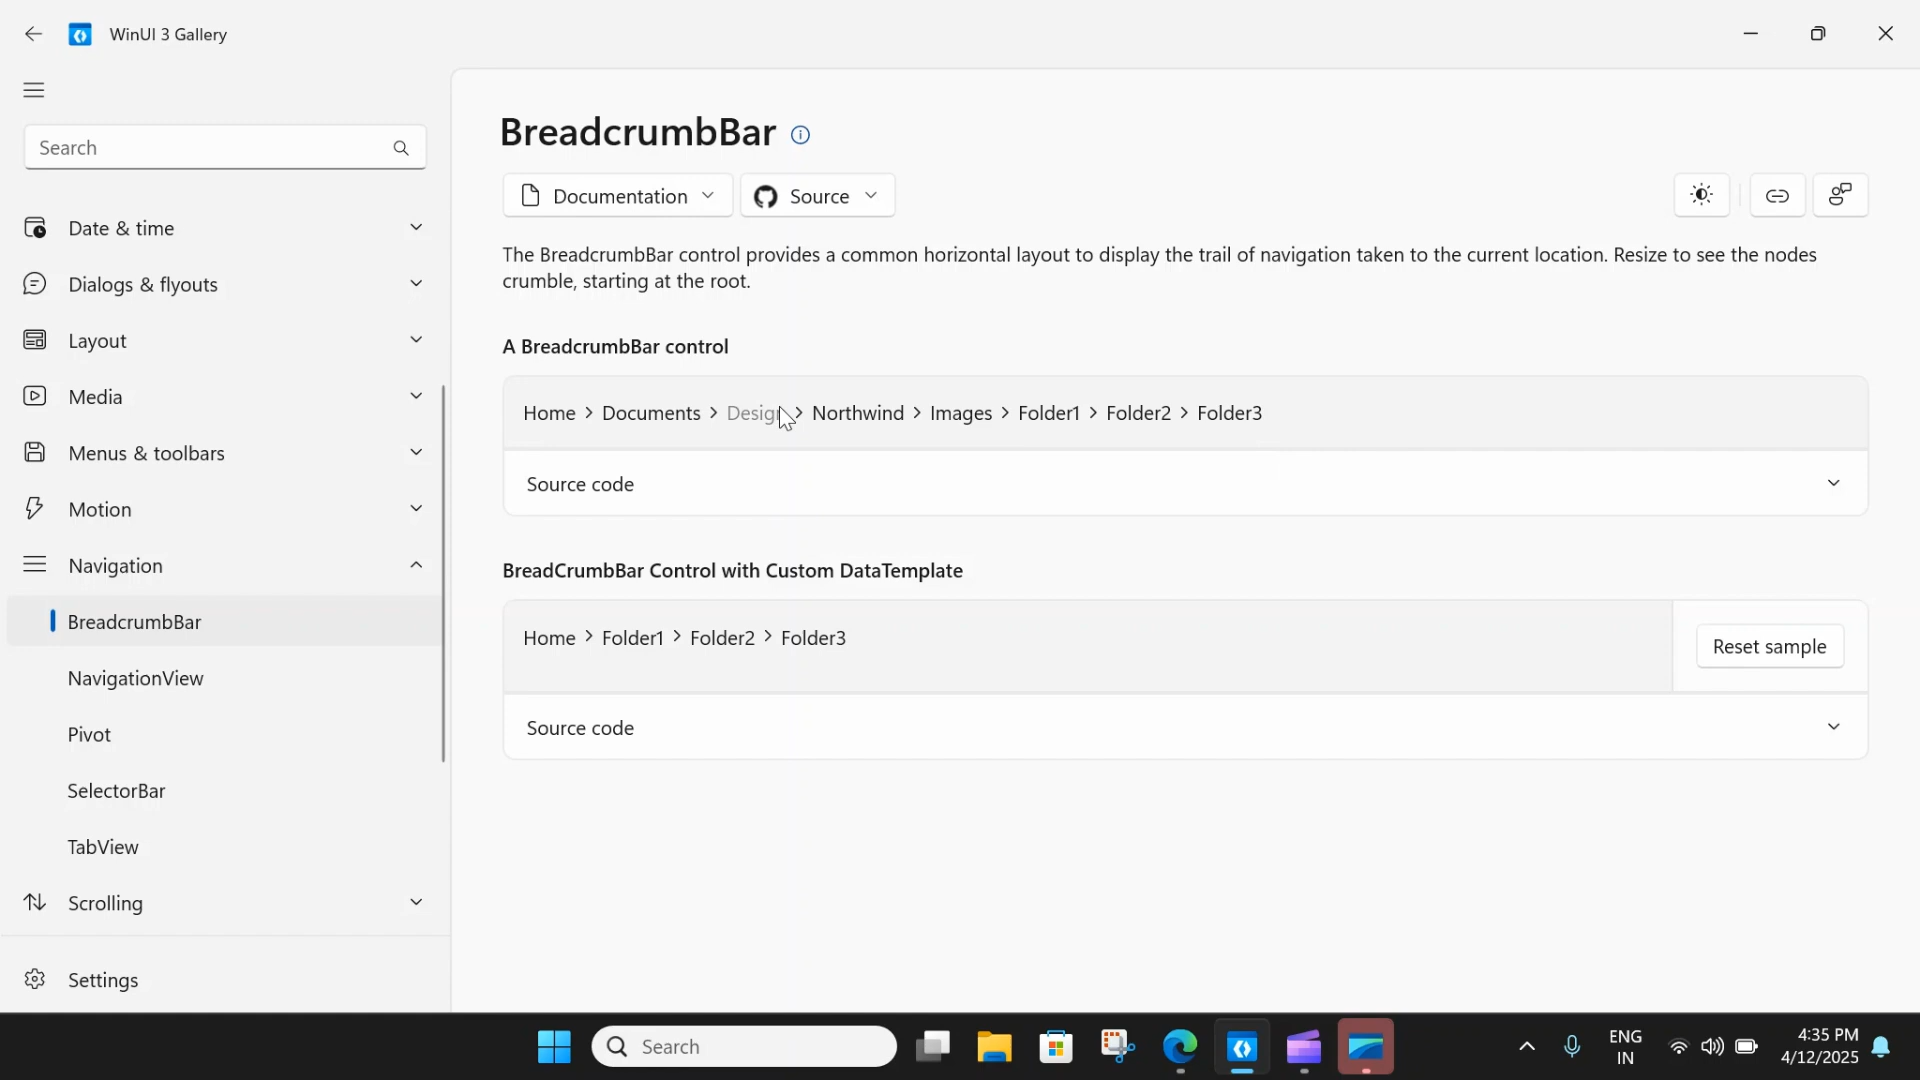 WinUI 3 Gallery
Search
Date & time
Dialogs & flyouts
Layout
Media
Menus & toolbars
Motion
Navigation
BreadcrumbBar
NavigationView
Pivot
SelectorBar
TabView
Scrolling
Settings
BreadcrumbBar
Documentation
Source
The BreadcrumbBar control provides a common horizontal layout to display the trail of navigation taken to the current location. Resize to see the nodes
crumble, starting at the root.
A BreadcrumbBar control
Home > Documents > Design > Northwind > Images > Folder1 > Folder2 > Folder3
Source code
BreadCrumbBar Control with Custom DataTemplate
Home > Folder1 > Folder2 > Folder3
Reset sample
Source code
Search
ENG
IN
4:35 PM
4/12/2025